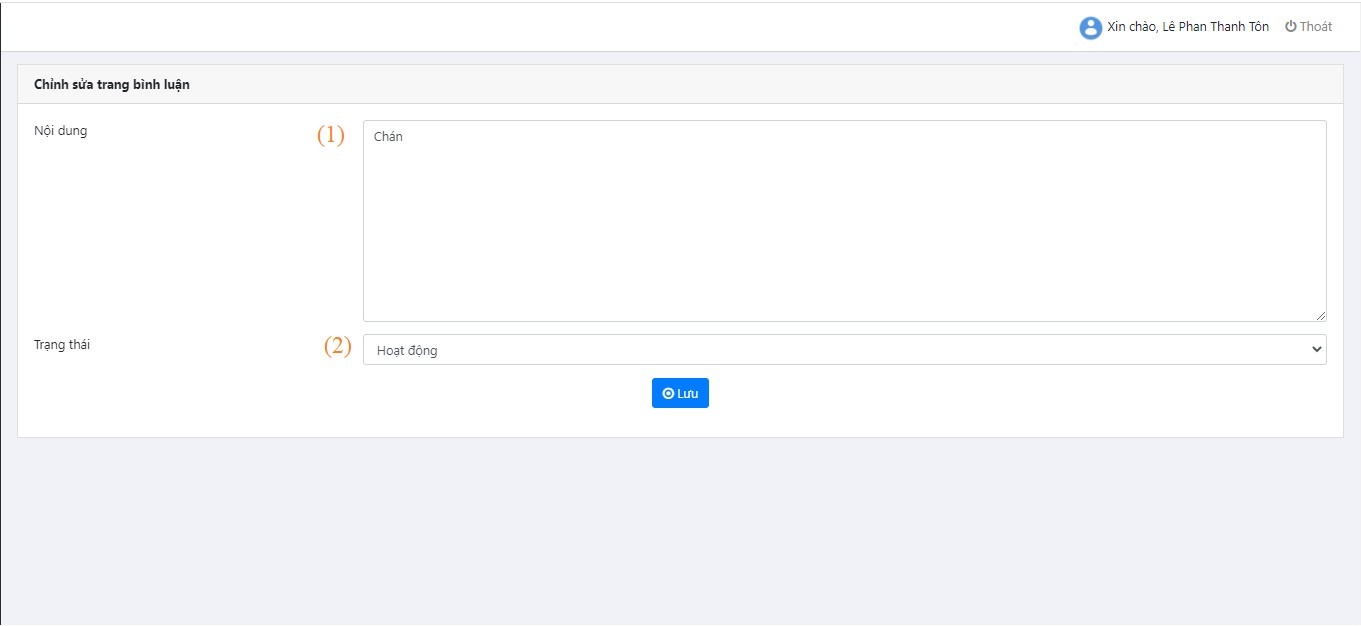 Xin chào, Lê Phan Thanh Tôn Thoát
Chỉnh sửa trang bình luận
Nội dung (1) Chán
Trạng thái (2) Hoạt động
Lưu